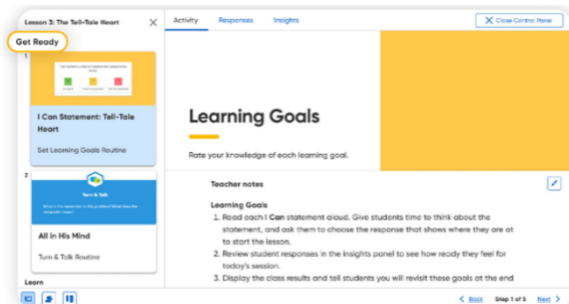 Lesson 3: The Tell-Tale Heart
Activity
Responses
Insights
Close Control Panel
Get Ready
1
I Can Statement: Tell-Tale
Heart
Set Learning Goals Routine
2
Turn & Talk
All in His Mind
Turn & Talk Routine
Learn
Learning Goals
Rate your knowledge of each learning goal.
Teacher notes
Learning Goals
1. Read each I Can statement aloud. Give students time to think about the
statement, and ask them to choose the response that shows where they are at
to start the lesson.
2. Review student responses in the insights panel to see how ready they feel for
today's session.
3. Display the class results and tell students you will revisit these goals at the end
Back
Step 1 of 5
Next